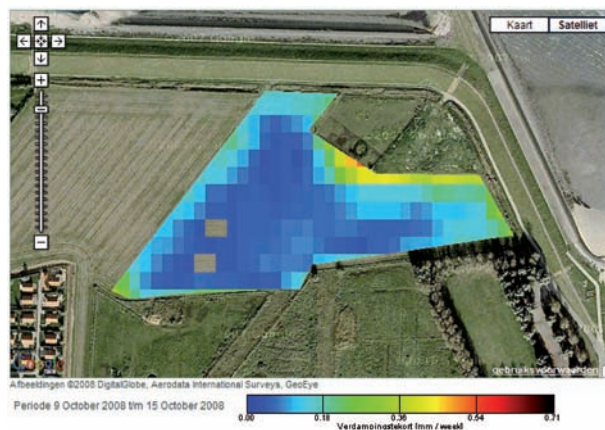 Kaart Satelliet
gebruiksvoorwaarden
Afbeeldingen ©2008 DigitalGlobe, Aerodata International Surveys, GeoEye
Periode 9 October 2008 t/m 15 October 2008
0.00 0.18 0.36 0.54 0.71
Verdampingstekort [mm / week]